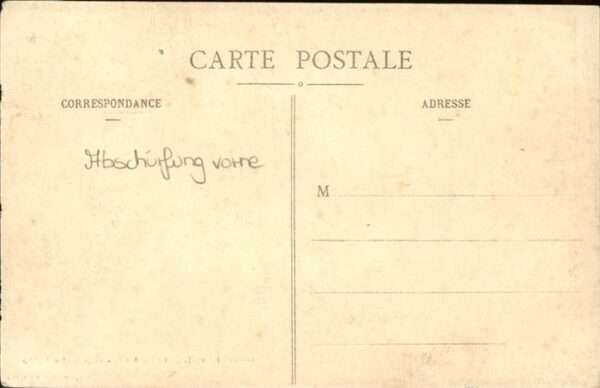 CARTE POSTALE
CORRESPONDANCE
ADRESSE
Abschürfung vorne
M